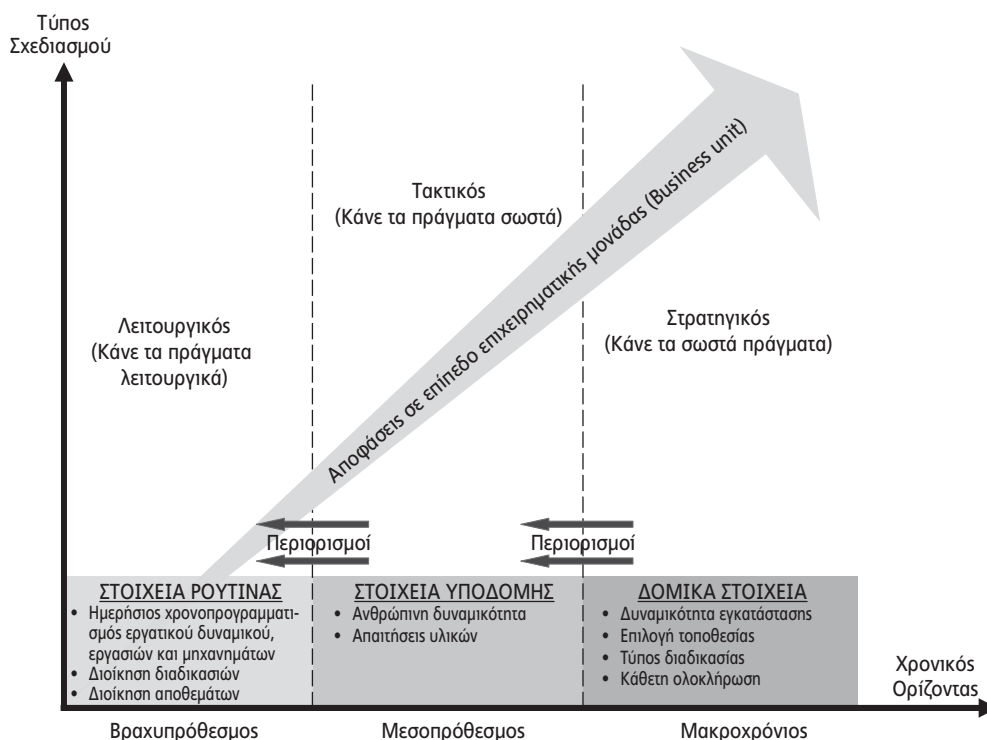 Τύπος
Σχεδιασμού
Τακτικός
(Κάνε τα πράγματα σωστά)
Αποφάσεις σε επίπεδο επιχειρηματικής μονάδας (Business unit)
Λειτουργικός
(Κάνε τα πράγματα
λειτουργικά)
Στρατηγικός
(Κάνε τα σωστά πράγματα)
Περιορισμοί
Περιορισμοί
ΣΤΟΙΧΕΙΑ ΡΟΥΤΙΝΑΣ
• Ημερήσιος χρονοπρογραμματι-
σμός εργατικού δυναμικού,
εργασιών και μηχανημάτων
• Διοίκηση διαδικασιών
• Διοίκηση αποθεμάτων
ΣΤΟΙΧΕΙΑ ΥΠΟΔΟΜΗΣ
• Ανθρώπινη δυναμικότητα
• Απαιτήσεις υλικών
ΔΟΜΙΚΑ ΣΤΟΙΧΕΙΑ
• Δυναμικότητα εγκατάστασης
• Επιλογή τοποθεσίας
• Τύπος διαδικασίας
• Κάθετη ολοκλήρωση
Χρονικός
Ορίζοντας
Βραχυπρόθεσμος
Μεσοπρόθεσμος
Μακροχρόνιος